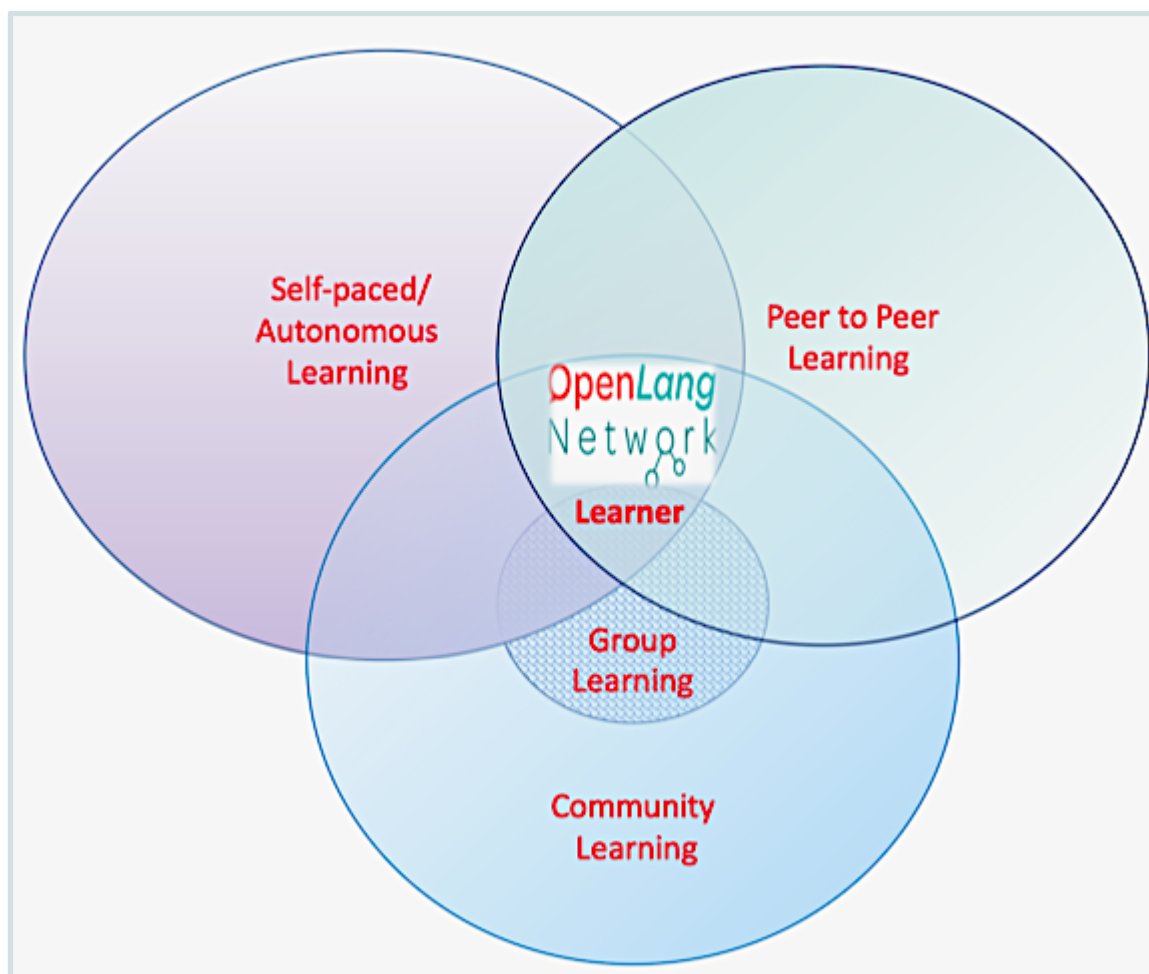 Self-paced/
Autonomous
Learning
Peer to Peer
Learning
OpenLang
Network
Learner
Group
Learning
Community
Learning